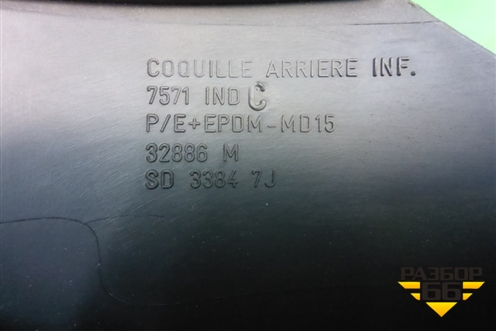 COQUILLE ARRIERE INF.
7571 IND C
P/E+EPDM-MD15
32886 M
SD 3384 7J
РАЗБОР
66